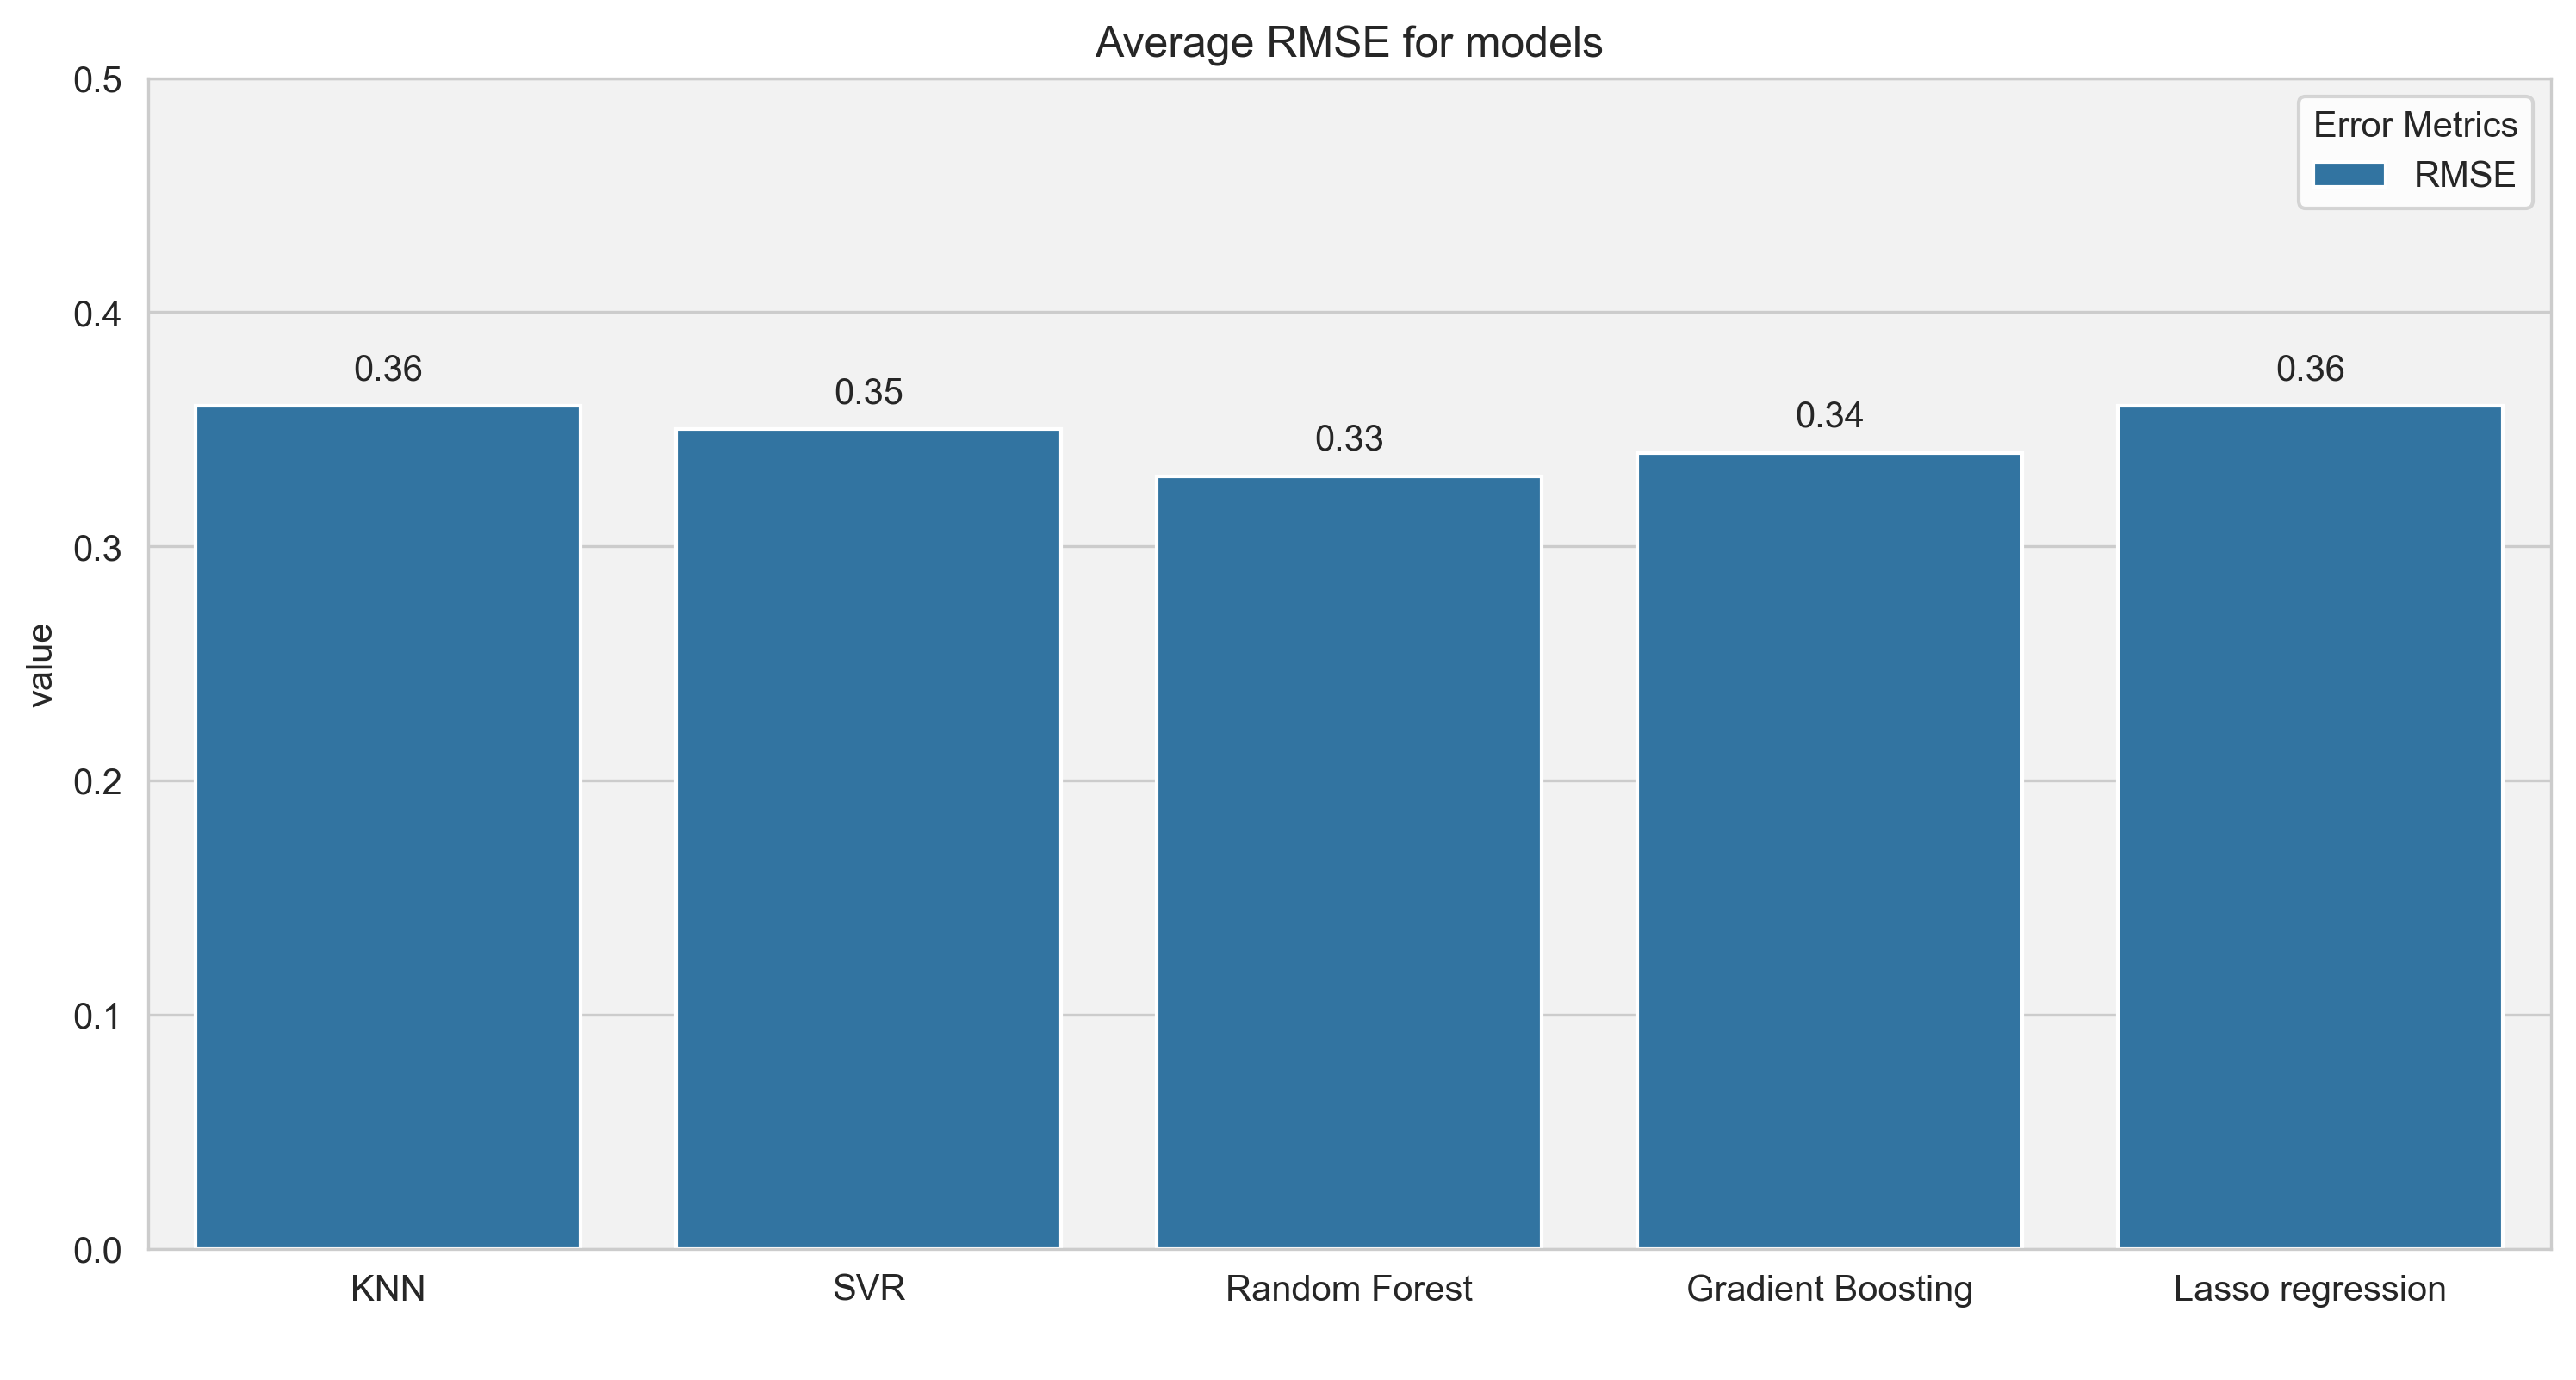 Average RMSE for models
0.5
0.4
0.3
0.2
0.1
0.0
value
Error Metrics
RMSE
0.36
0.35
0.33
0.34
0.36
KNN
SVR
Random Forest
Gradient Boosting
Lasso regression